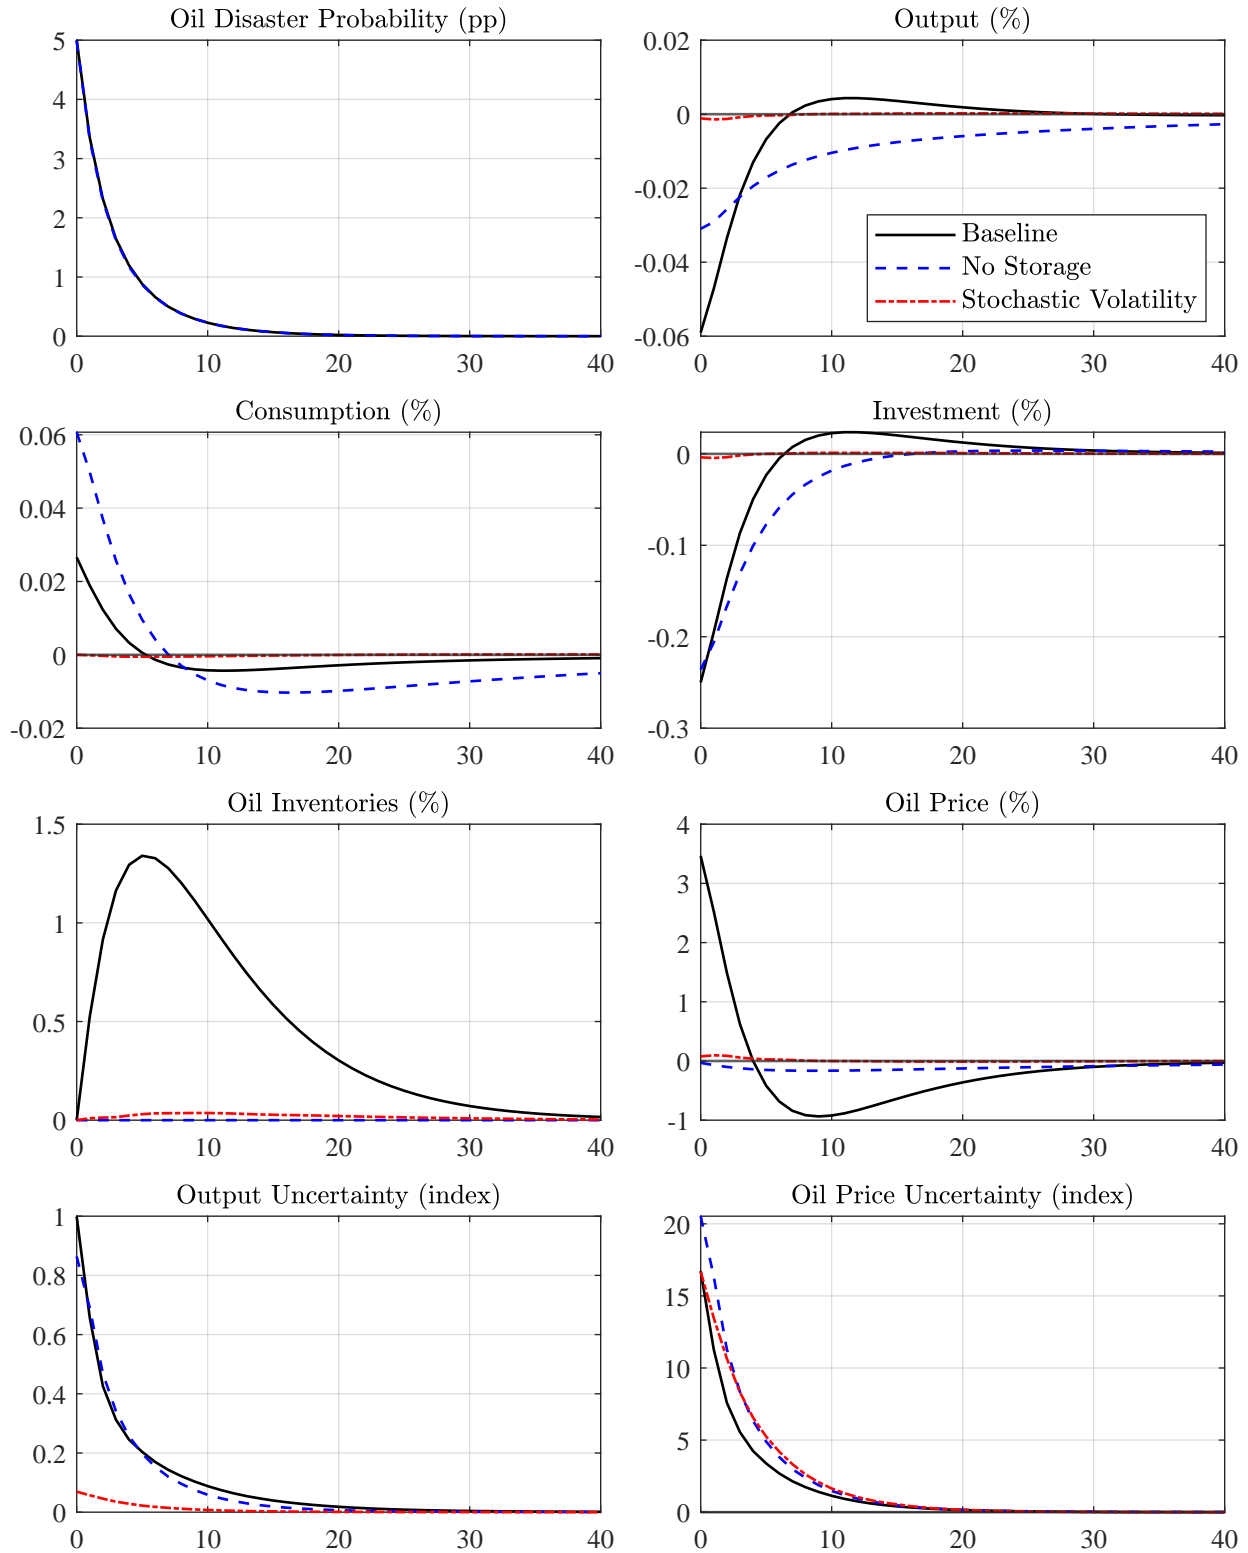 Oil Disaster Probability (pp)
5
4
3
2
1
0
0 10 20 30 40
Output (%)
0.02
0
-0.02
-0.04
-0.06
0 10 20 30 40
Baseline
No Storage
Stochastic Volatility
Consumption (%)
0.06
0.04
0.02
0
-0.02
0 10 20 30 40
Investment (%)
0
-0.1
-0.2
-0.3
0 10 20 30 40
Oil Inventories (%)
1.5
1
0.5
0
0 10 20 30 40
Oil Price (%)
4
3
2
1
0
-1
0 10 20 30 40
Output Uncertainty (index)
1
0.8
0.6
0.4
0.2
0
0 10 20 30 40
Oil Price Uncertainty (index)
20
15
10
5
0
0 10 20 30 40